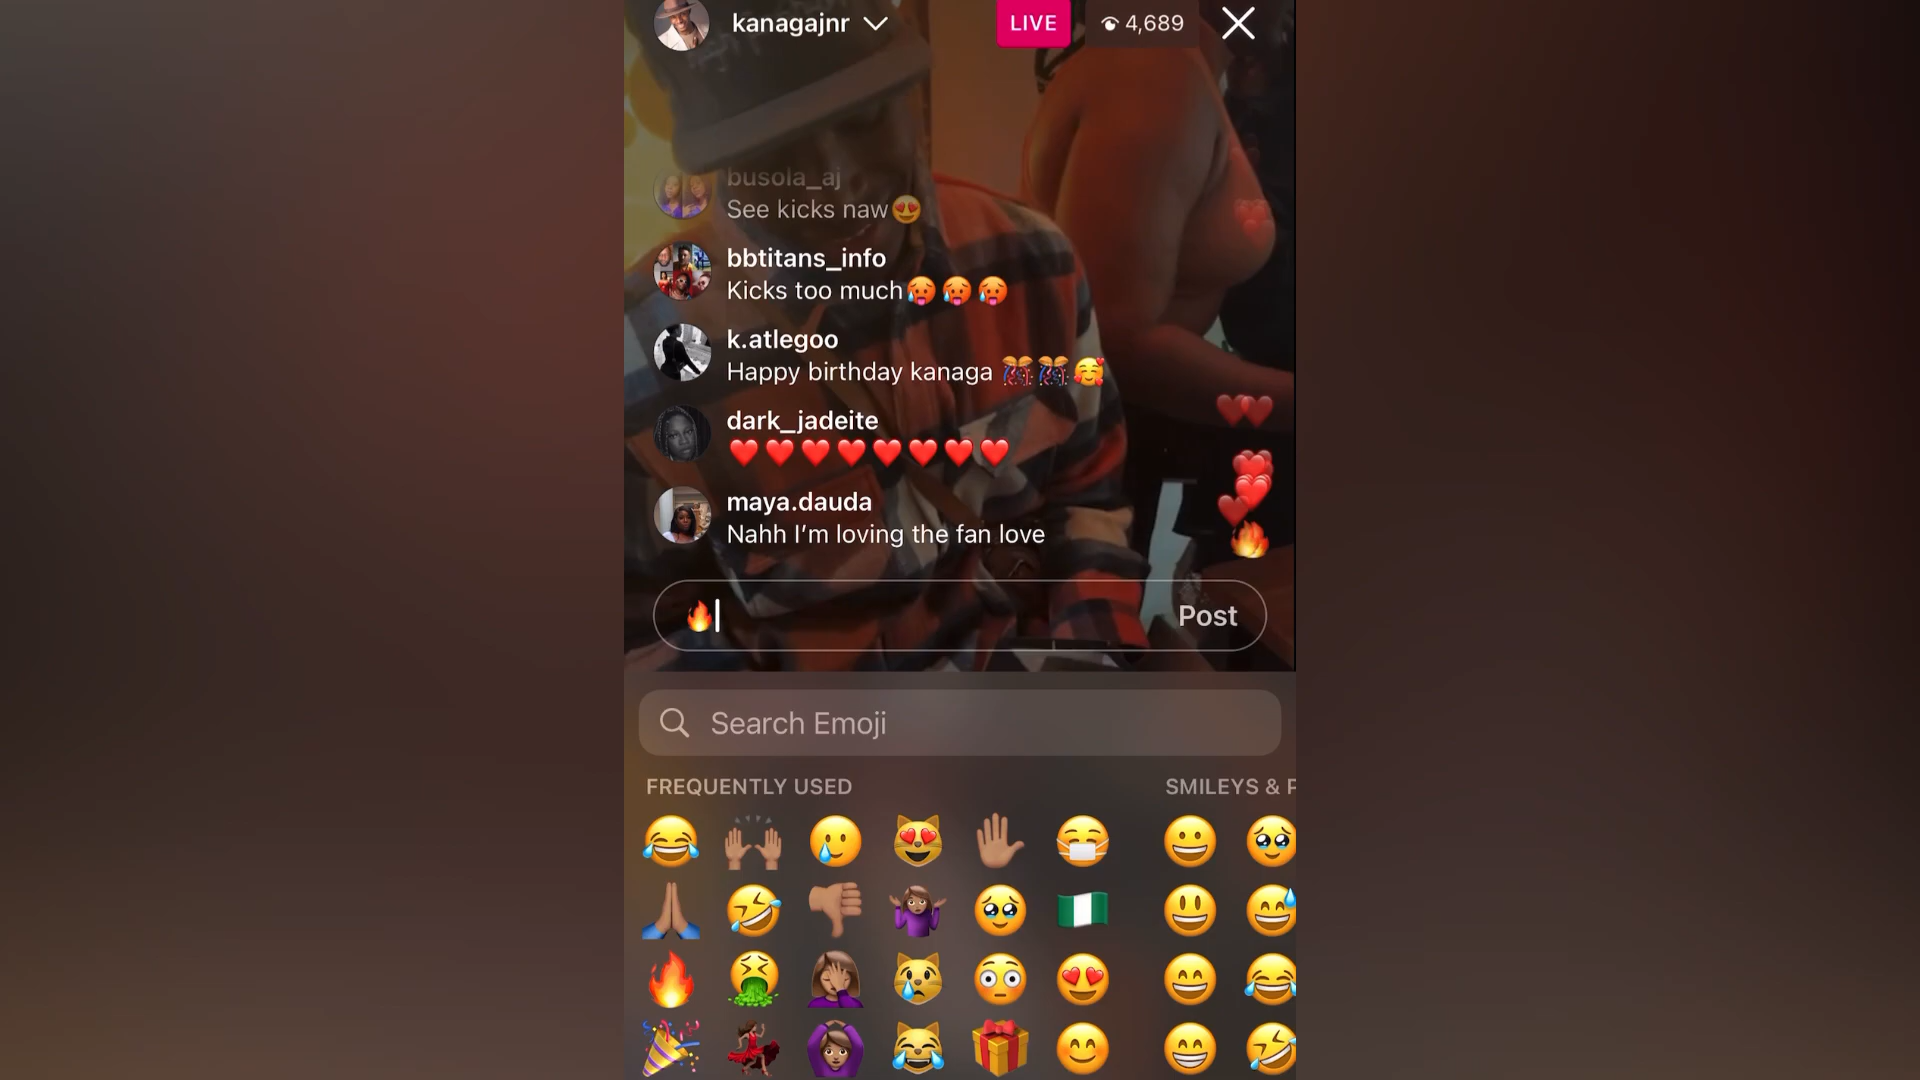 kanagajnr
LIVE
4,689
busola_aj
See kicks naw😍
bbtitans_info
Kicks too much🥵🥵🥵
k.atlegoo
Happy birthday kanaga 🎊🎊🥰
dark_jadeite
❤️❤️❤️❤️❤️❤️❤️❤️
maya.dauda
Nahh I’m loving the fan love
🔥
Post
Search Emoji
FREQUENTLY USED
SMILEYS & P